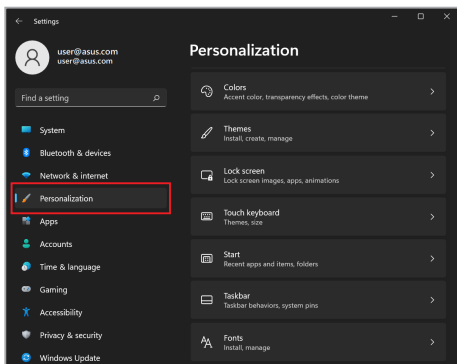 Settings
user@asus.com
user@asus.com
Find a setting
System
Bluetooth & devices
Network & internet
Personalization
Apps
Accounts
Time & language
Gaming
Accessibility
Privacy & security
Windows Update
Personalization
Colors
Accent color, transparency effects, color theme
Themes
Install, create, manage
Lock screen
Lock screen images, apps, animations
Touch keyboard
Themes, size
Start
Recent apps and items, folders
Taskbar
Taskbar behaviors, system pins
Fonts
Install, manage